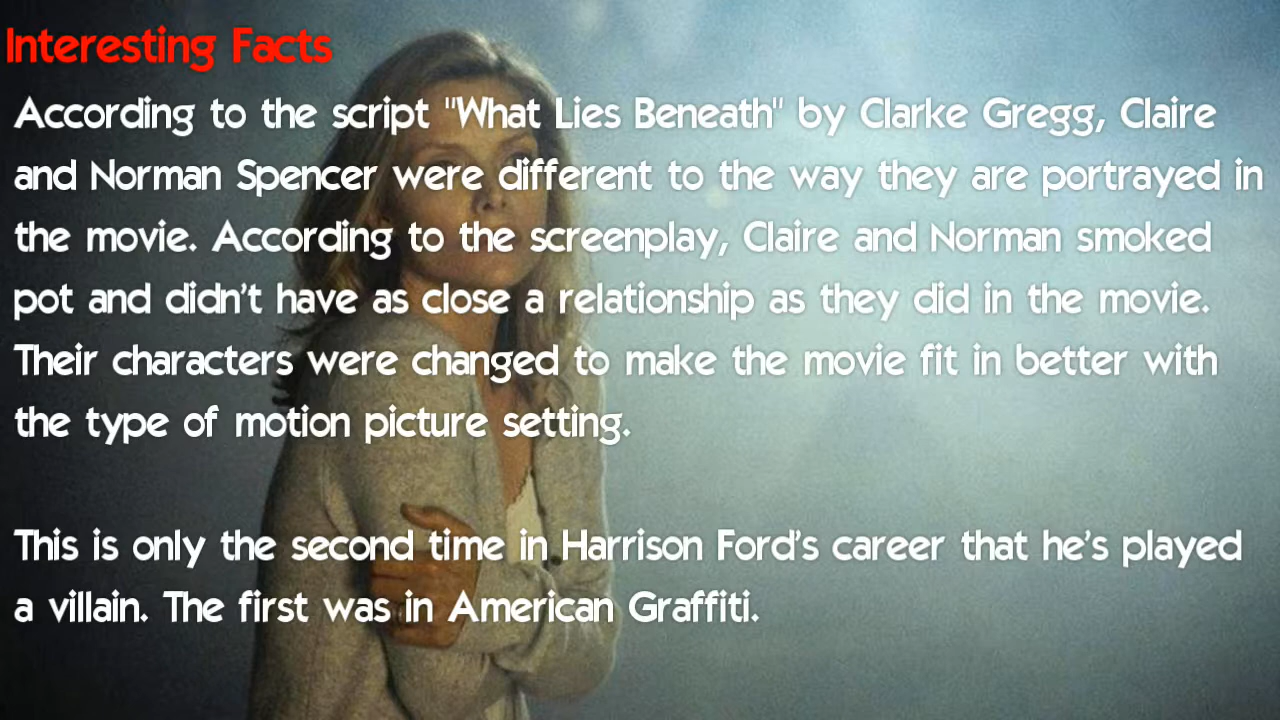 Interesting Facts
According to the script "What Lies Beneath" by Clarke Gregg, Claire
and Norman Spencer were different to the way they are portrayed in
the movie. According to the screenplay, Claire and Norman smoked
pot and didn't have as close a relationship as they did in the movie.
Their characters were changed to make the movie fit in better with
the type of motion picture setting.
This is only the second time in Harrison Ford's career that he's played
a villain. The first was in American Graffiti.